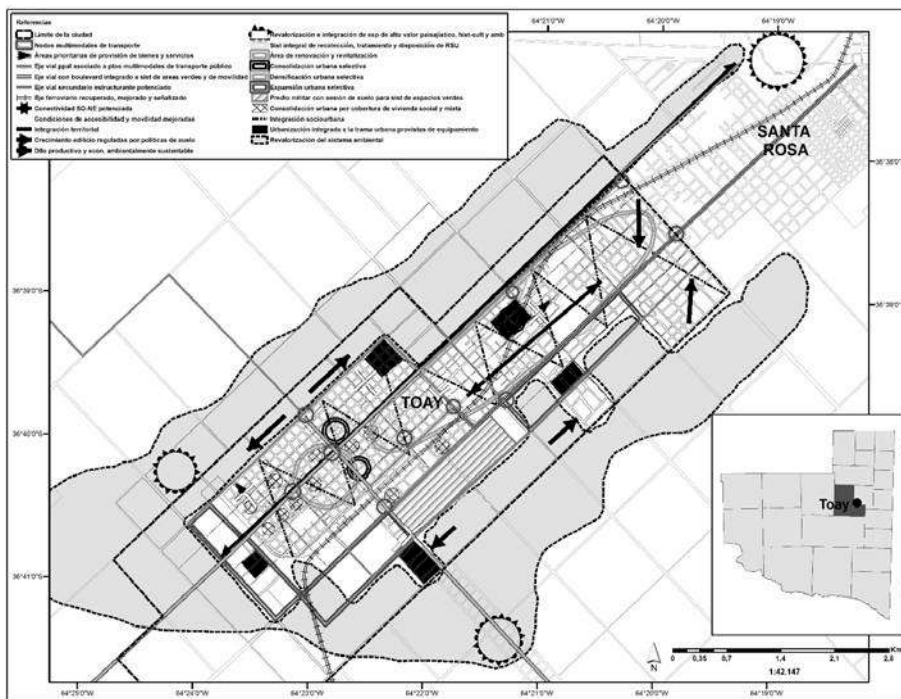 64°21'0"W 64°20'0"W 64°19'0"W
Referencias
Límite de la ciudad
Nodos multimodales de transporte
Áreas prioritarias de provisión de bienes y servicios
Eje vial ppal asociado a ptos multimodales de transporte público
Eje vial con boulevard integrado a sist de areas verdes y de movilidad
Eje vial secundario estructurante potenciado
Eje ferroviario recuperado, mejorado y señalizado
Conectividad SO-NE potenciada
Condiciones de accesibilidad y movilidad mejoradas
Integración territorial
Crecimiento edilicio reguladas por políticas de suelo
Dllo productivo y econ. ambientalmente sustentable
Revalorización e integración de esp de alto valor paisajístico, hist-cult y amb
Sist integral de recolección, tratamiento y disposición de RSU
Area de renovación y revitalización
Consolidación urbana selectiva
Densificación urbana selectiva
Expansión urbana selectiva
Predio militar con sesión de suelo para sist de espacios verdes
Consolidación urbana por cobertura de vivienda social y mixta
Integración sociourbana
Urbanización integrada a la trama urbana provistas de equipamiento
Revalorización del sistema ambiental
SANTA
ROSA
36°38'0"S
36°39'0"S
36°39'0"S
TOAY
36°40'0"S
36°41'0"S
Toay
N
Km
0 0,35 0,7 1,4 2,1 2,8
1:42.147
64°25'0"W 64°24'0"W 64°23'0"W 64°22'0"W 64°21'0"W 64°20'0"W 64°19'0"W